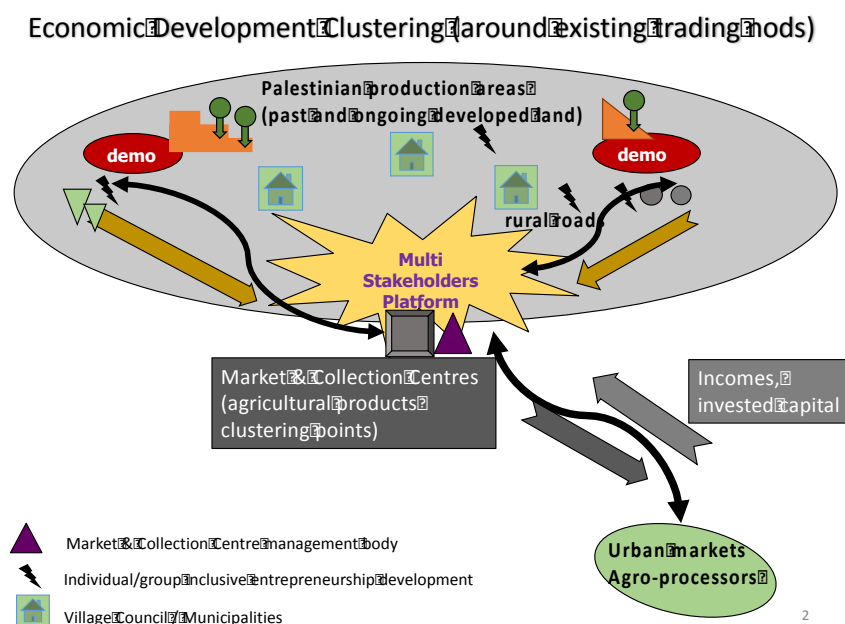 Economic Development Clustering (around existing trading nods)
Palestinian production areas
(past and ongoing developed land)
demo
demo
rural roads
Multi
Stakeholders
Platform
Market & Collection Centres
(agricultural products
clustering points)
Incomes,
invested capital
Market & Collection Centre management body
Individual/group inclusive entrepreneurship development
Village Council / Municipalities
Urban markets
Agro-processors
2